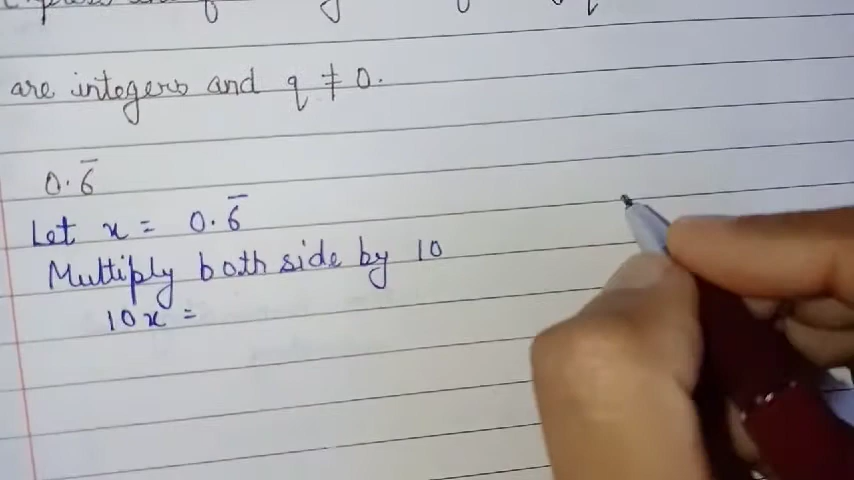 are integers and q ≠ 0.
0.6̅
Let x = 0.6̅
Multiply both side by 10
10x =